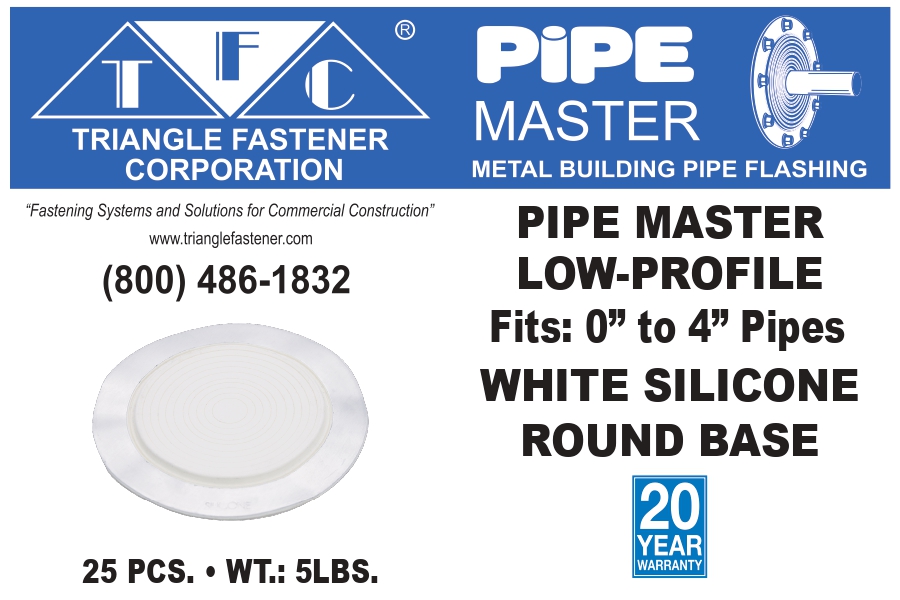 TFC ®
TRIANGLE FASTENER
CORPORATION
PiPE
MASTER
METAL BUILDING PIPE FLASHING
“Fastening Systems and Solutions for Commercial Construction”
www.trianglefastener.com
(800) 486-1832
PIPE MASTER
LOW-PROFILE
Fits: 0” to 4” Pipes
WHITE SILICONE
ROUND BASE
20
YEAR
WARRANTY
25 PCS. • WT.: 5LBS.